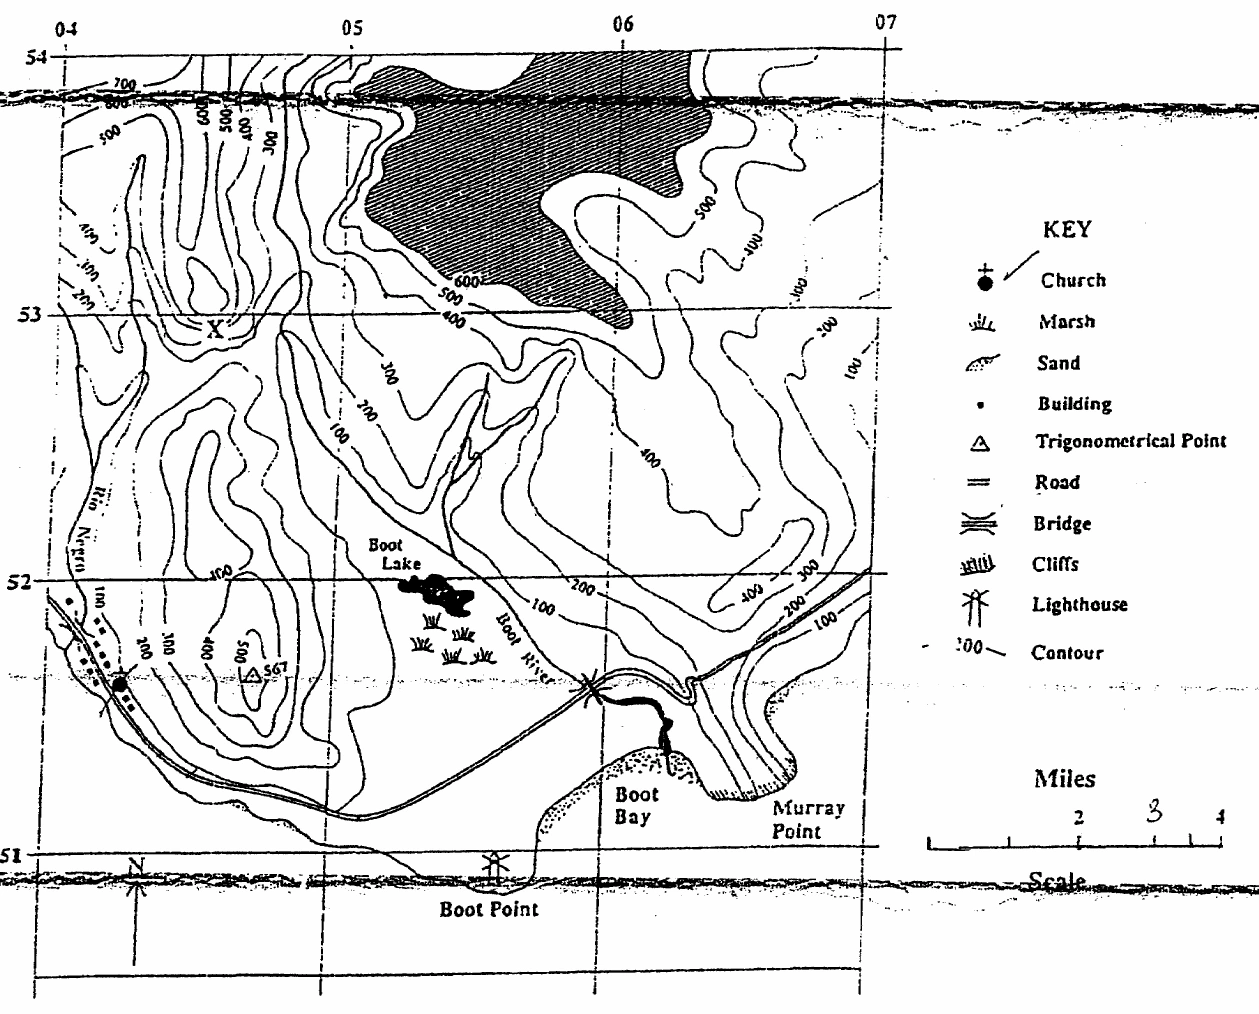 04 05 06 07
54
700
600
600 500 400 300
500
500
400
400
300
200
600
500
400
300
200
100
53
X
300
200
100
400
Rio Negro
Boot
Lake
52
400
100
200
300
400
500
567
200
100
400
300
200
100
Boot River
Boot
Bay
Murray
Point
51
N
Boot Point
KEY
Church
Marsh
Sand
Building
Trigonometrical Point
Road
Bridge
Cliffs
Lighthouse
Contour
Miles
2 3 4
Scale